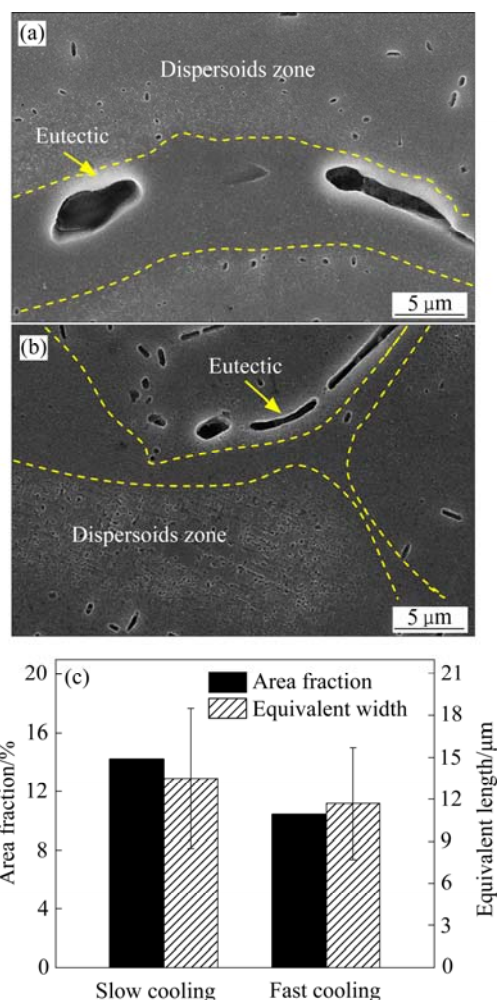 (a)
Dispersoids zone
Eutectic
5 μm
(b)
Eutectic
Dispersoids zone
5 μm
(c)
Area fraction
Equivalent width
Area fraction/%
20
16
12
8
4
0
21
18
15
12
9
6
3
0
Equivalent length/μm
Slow cooling
Fast cooling